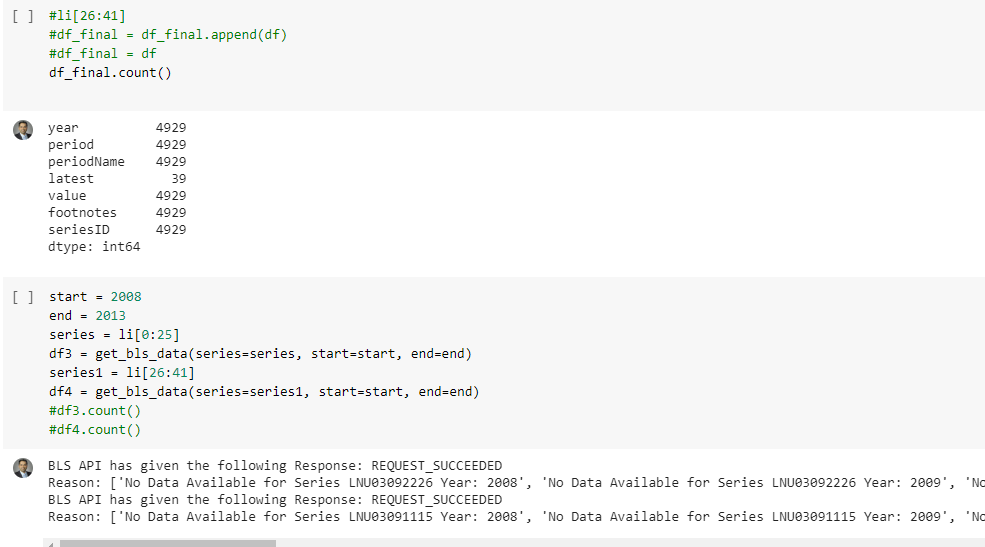 [ ] #li[26:41]
#df_final = df_final.append(df)
#df_final = df
df_final.count()
year 4929
period 4929
periodName 4929
latest 39
value 4929
footnotes 4929
seriesID 4929
dtype: int64
[ ] start = 2008
end = 2013
series = li[0:25]
df3 = get_bls_data(series=series, start=start, end=end)
series1 = li[26:41]
df4 = get_bls_data(series=series1, start=start, end=end)
#df3.count()
#df4.count()
BLS API has given the following Response: REQUEST_SUCCEEDED
Reason: ['No Data Available for Series LNU03092226 Year: 2008', 'No Data Available for Series LNU03092226 Year: 2009', 'No
BLS API has given the following Response: REQUEST_SUCCEEDED
Reason: ['No Data Available for Series LNU03091115 Year: 2008', 'No Data Available for Series LNU03091115 Year: 2009', 'No